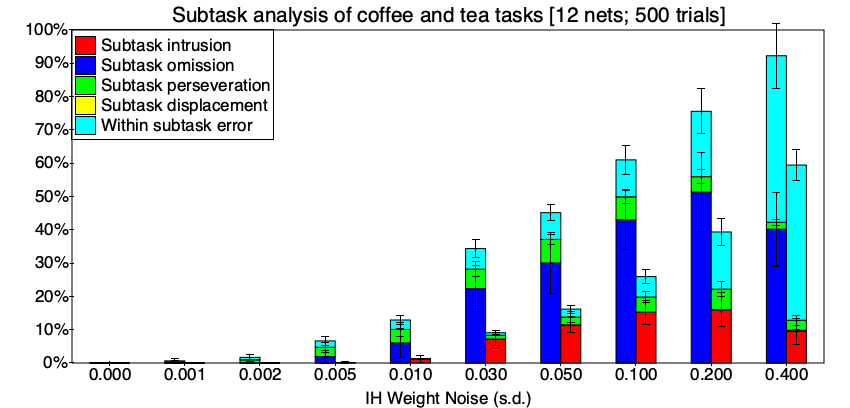 Subtask analysis of coffee and tea tasks [12 nets; 500 trials]
100%
90%
80%
70%
60%
50%
40%
30%
20%
10%
0%
Subtask intrusion
Subtask omission
Subtask perseveration
Subtask displacement
Within subtask error
0.000 0.001 0.002 0.005 0.010 0.030 0.050 0.100 0.200 0.400
IH Weight Noise (s.d.)